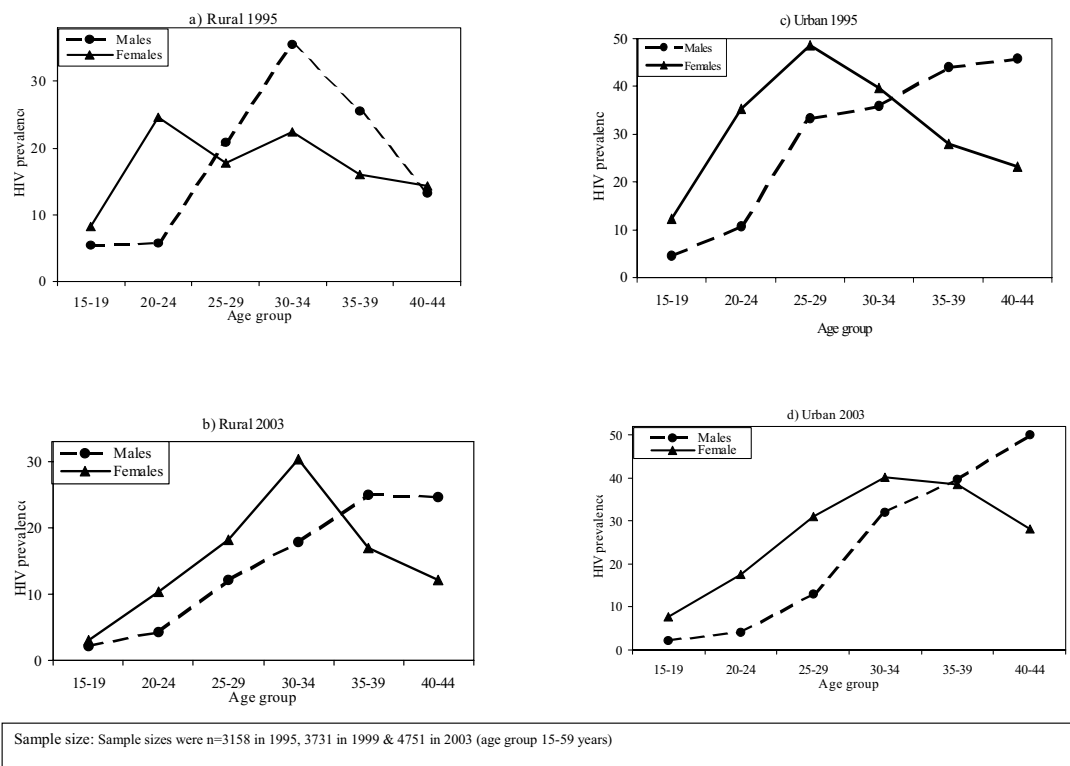 a) Rural 1995
Males
Females
HIV prevalenc
30
20
10
0
15-19 20-24 25-29 30-34 35-39 40-44
Age group
c) Urban 1995
Males
Females
HIV prevalenc
50
40
30
20
10
0
15-19 20-24 25-29 30-34 35-39 40-44
Age group
b) Rural 2003
Males
Females
HIV prevalenc
30
20
10
0
15-19 20-24 25-29 30-34 35-39 40-44
Age group
d) Urban 2003
Males
Female
HIV prevalenc
50
40
30
20
10
0
15-19 20-24 25-29 30-34 35-39 40-44
Age group
Sample size: Sample sizes were n=3158 in 1995, 3731 in 1999 & 4751 in 2003 (age group 15-59 years)